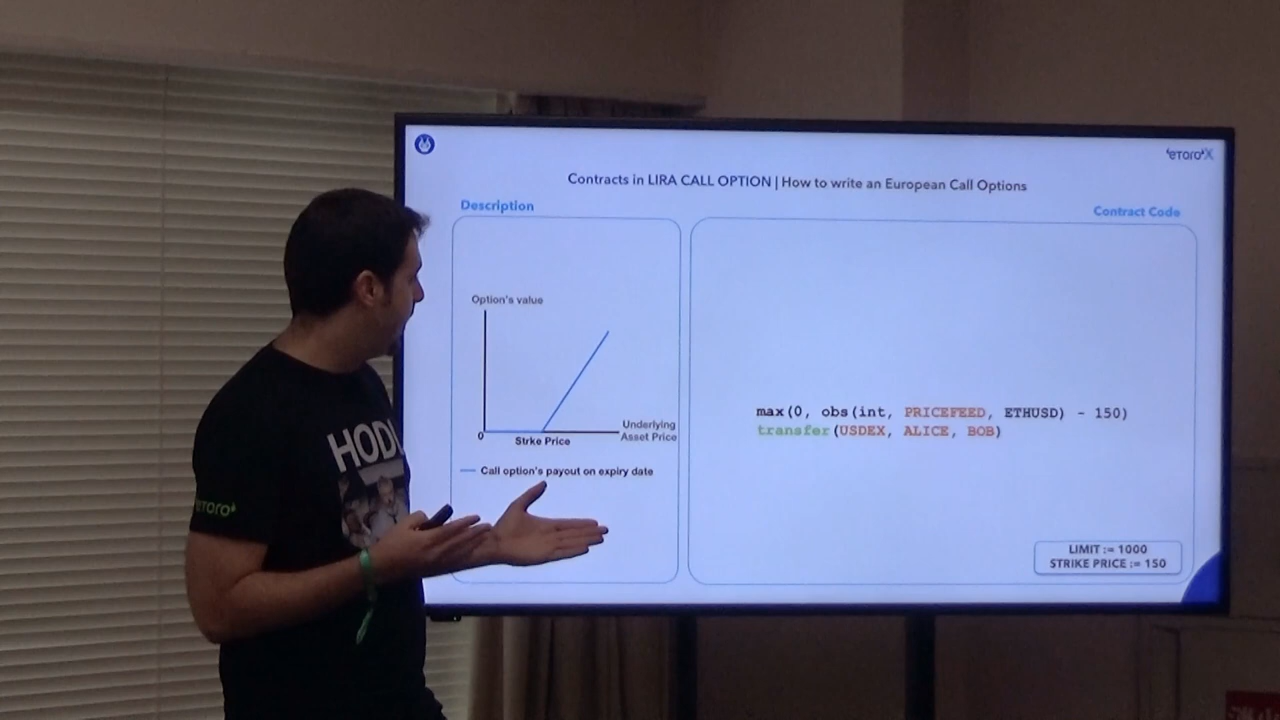 eToroX
Contracts in LIRA CALL OPTION | How to write an European Call Options
Description
Contract Code
Option's value
0
Strke Price
Underlying
Asset Price
Call option's payout on expiry date
max(0, obs(int, PRICEFEED, ETHUSD) - 150)
transfer(USDEX, ALICE, BOB)
LIMIT := 1000
STRIKE PRICE := 150
HODL
eToro